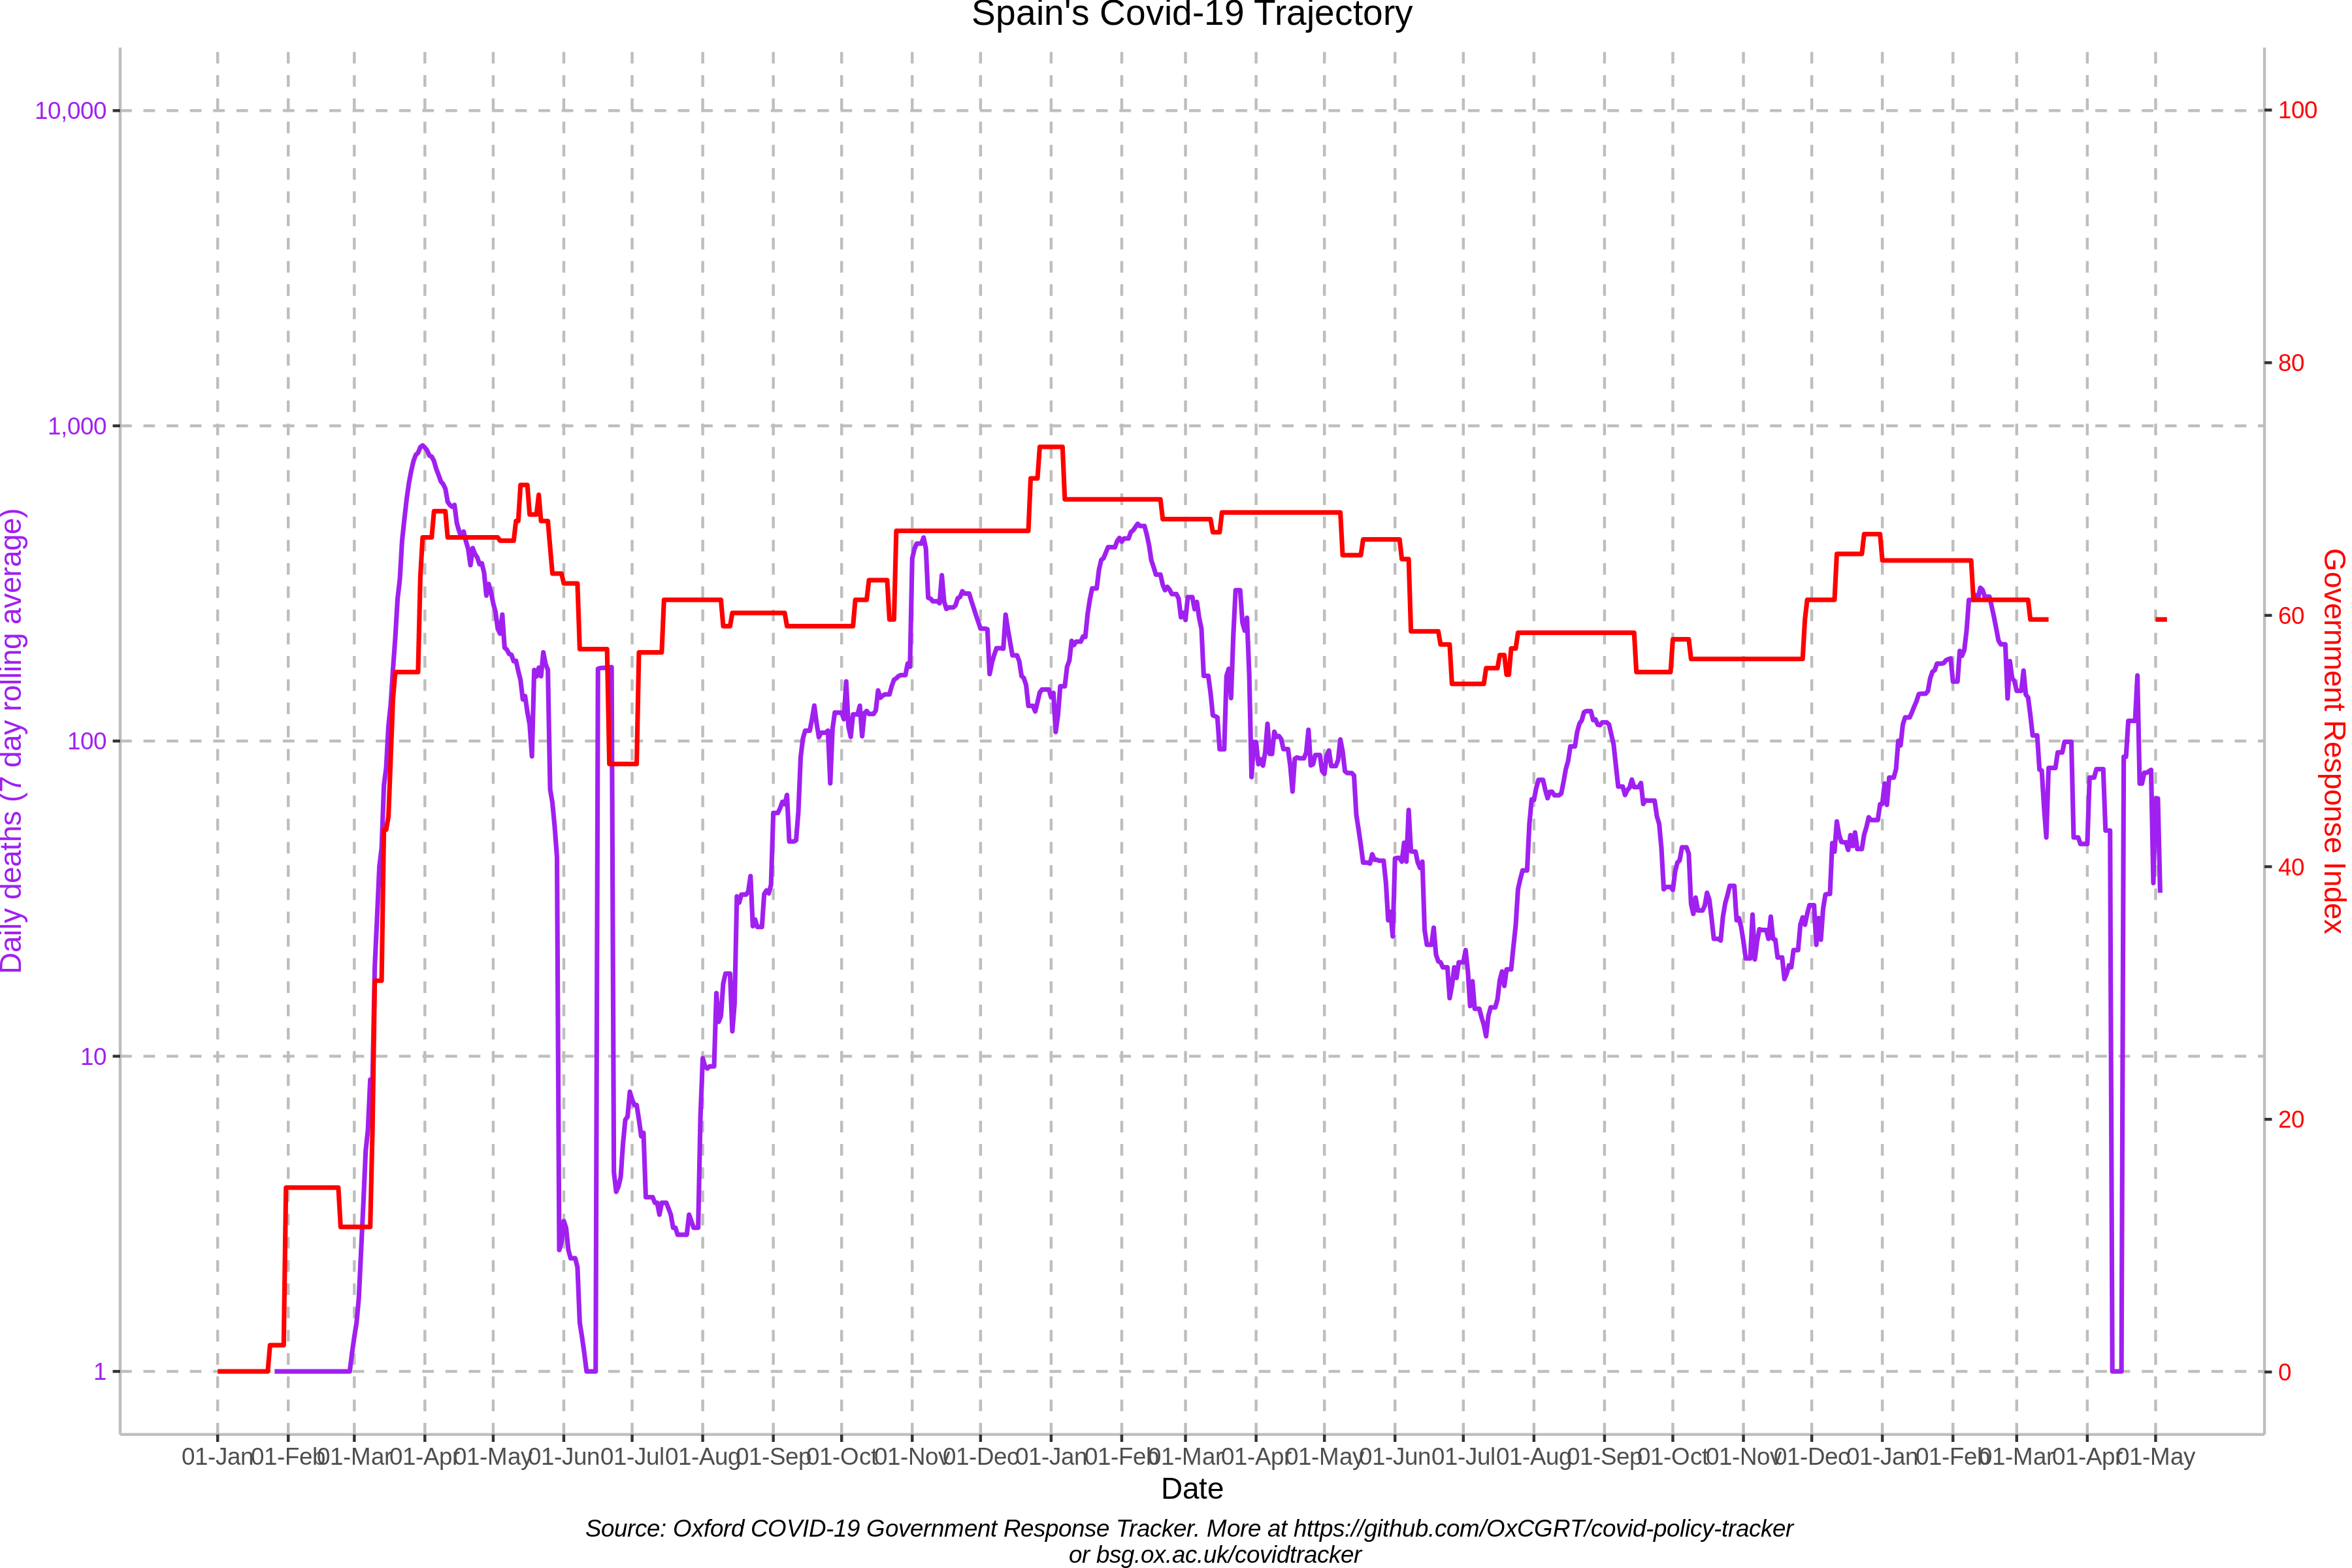 Spain's Covid-19 Trajectory
10,000
1,000
100
10
1
Daily deaths (7 day rolling average)
100
80
60
40
20
0
Government Response Index
01-Jan 01-Feb 01-Mar 01-Apr 01-May 01-Jun 01-Jul 01-Aug 01-Sep 01-Oct 01-Nov 01-Dec 01-Jan 01-Feb 01-Mar 01-Apr 01-May 01-Jun 01-Jul 01-Aug 01-Sep 01-Oct 01-Nov 01-Dec 01-Jan 01-Feb 01-Mar 01-Apr 01-May
Date
Source: Oxford COVID-19 Government Response Tracker. More at https://github.com/OxCGRT/covid-policy-tracker
or bsg.ox.ac.uk/covidtracker